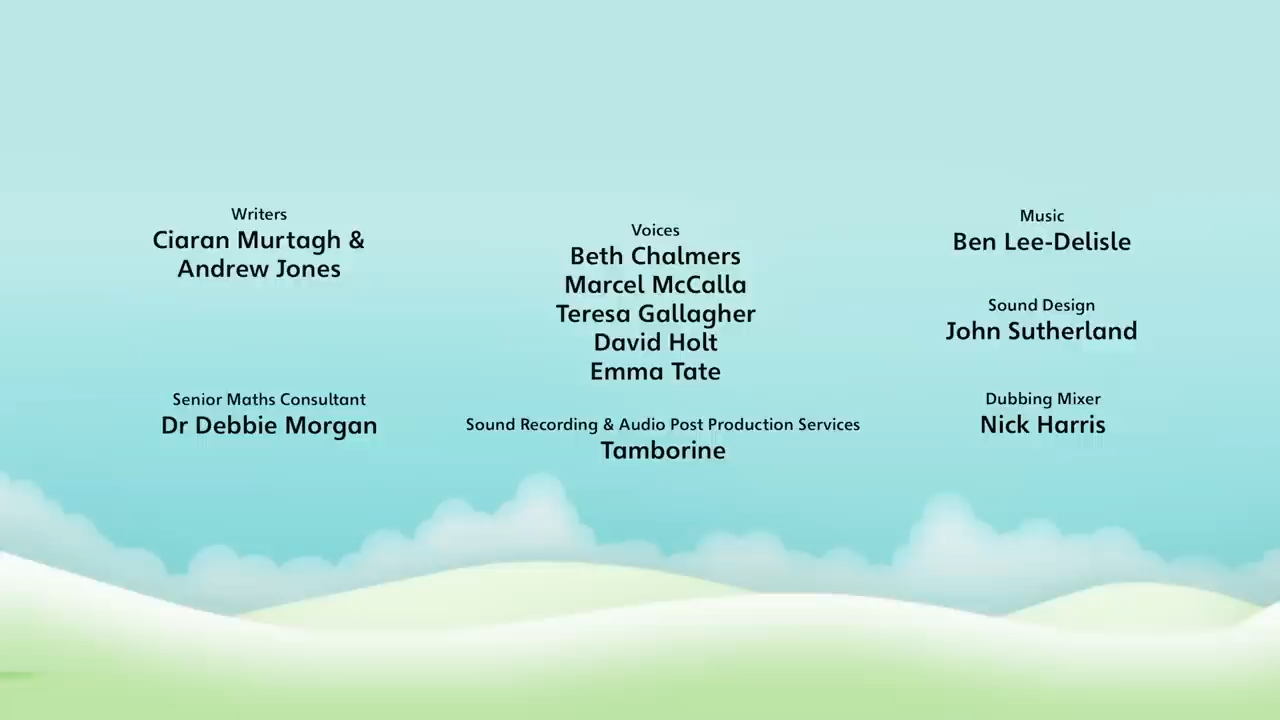 Writers
Ciaran Murtagh &
Andrew Jones
Senior Maths Consultant
Dr Debbie Morgan
Voices
Beth Chalmers
Marcel McCalla
Teresa Gallagher
David Holt
Emma Tate
Sound Recording & Audio Post Production Services
Tamborine
Music
Ben Lee-Delisle
Sound Design
John Sutherland
Dubbing Mixer
Nick Harris